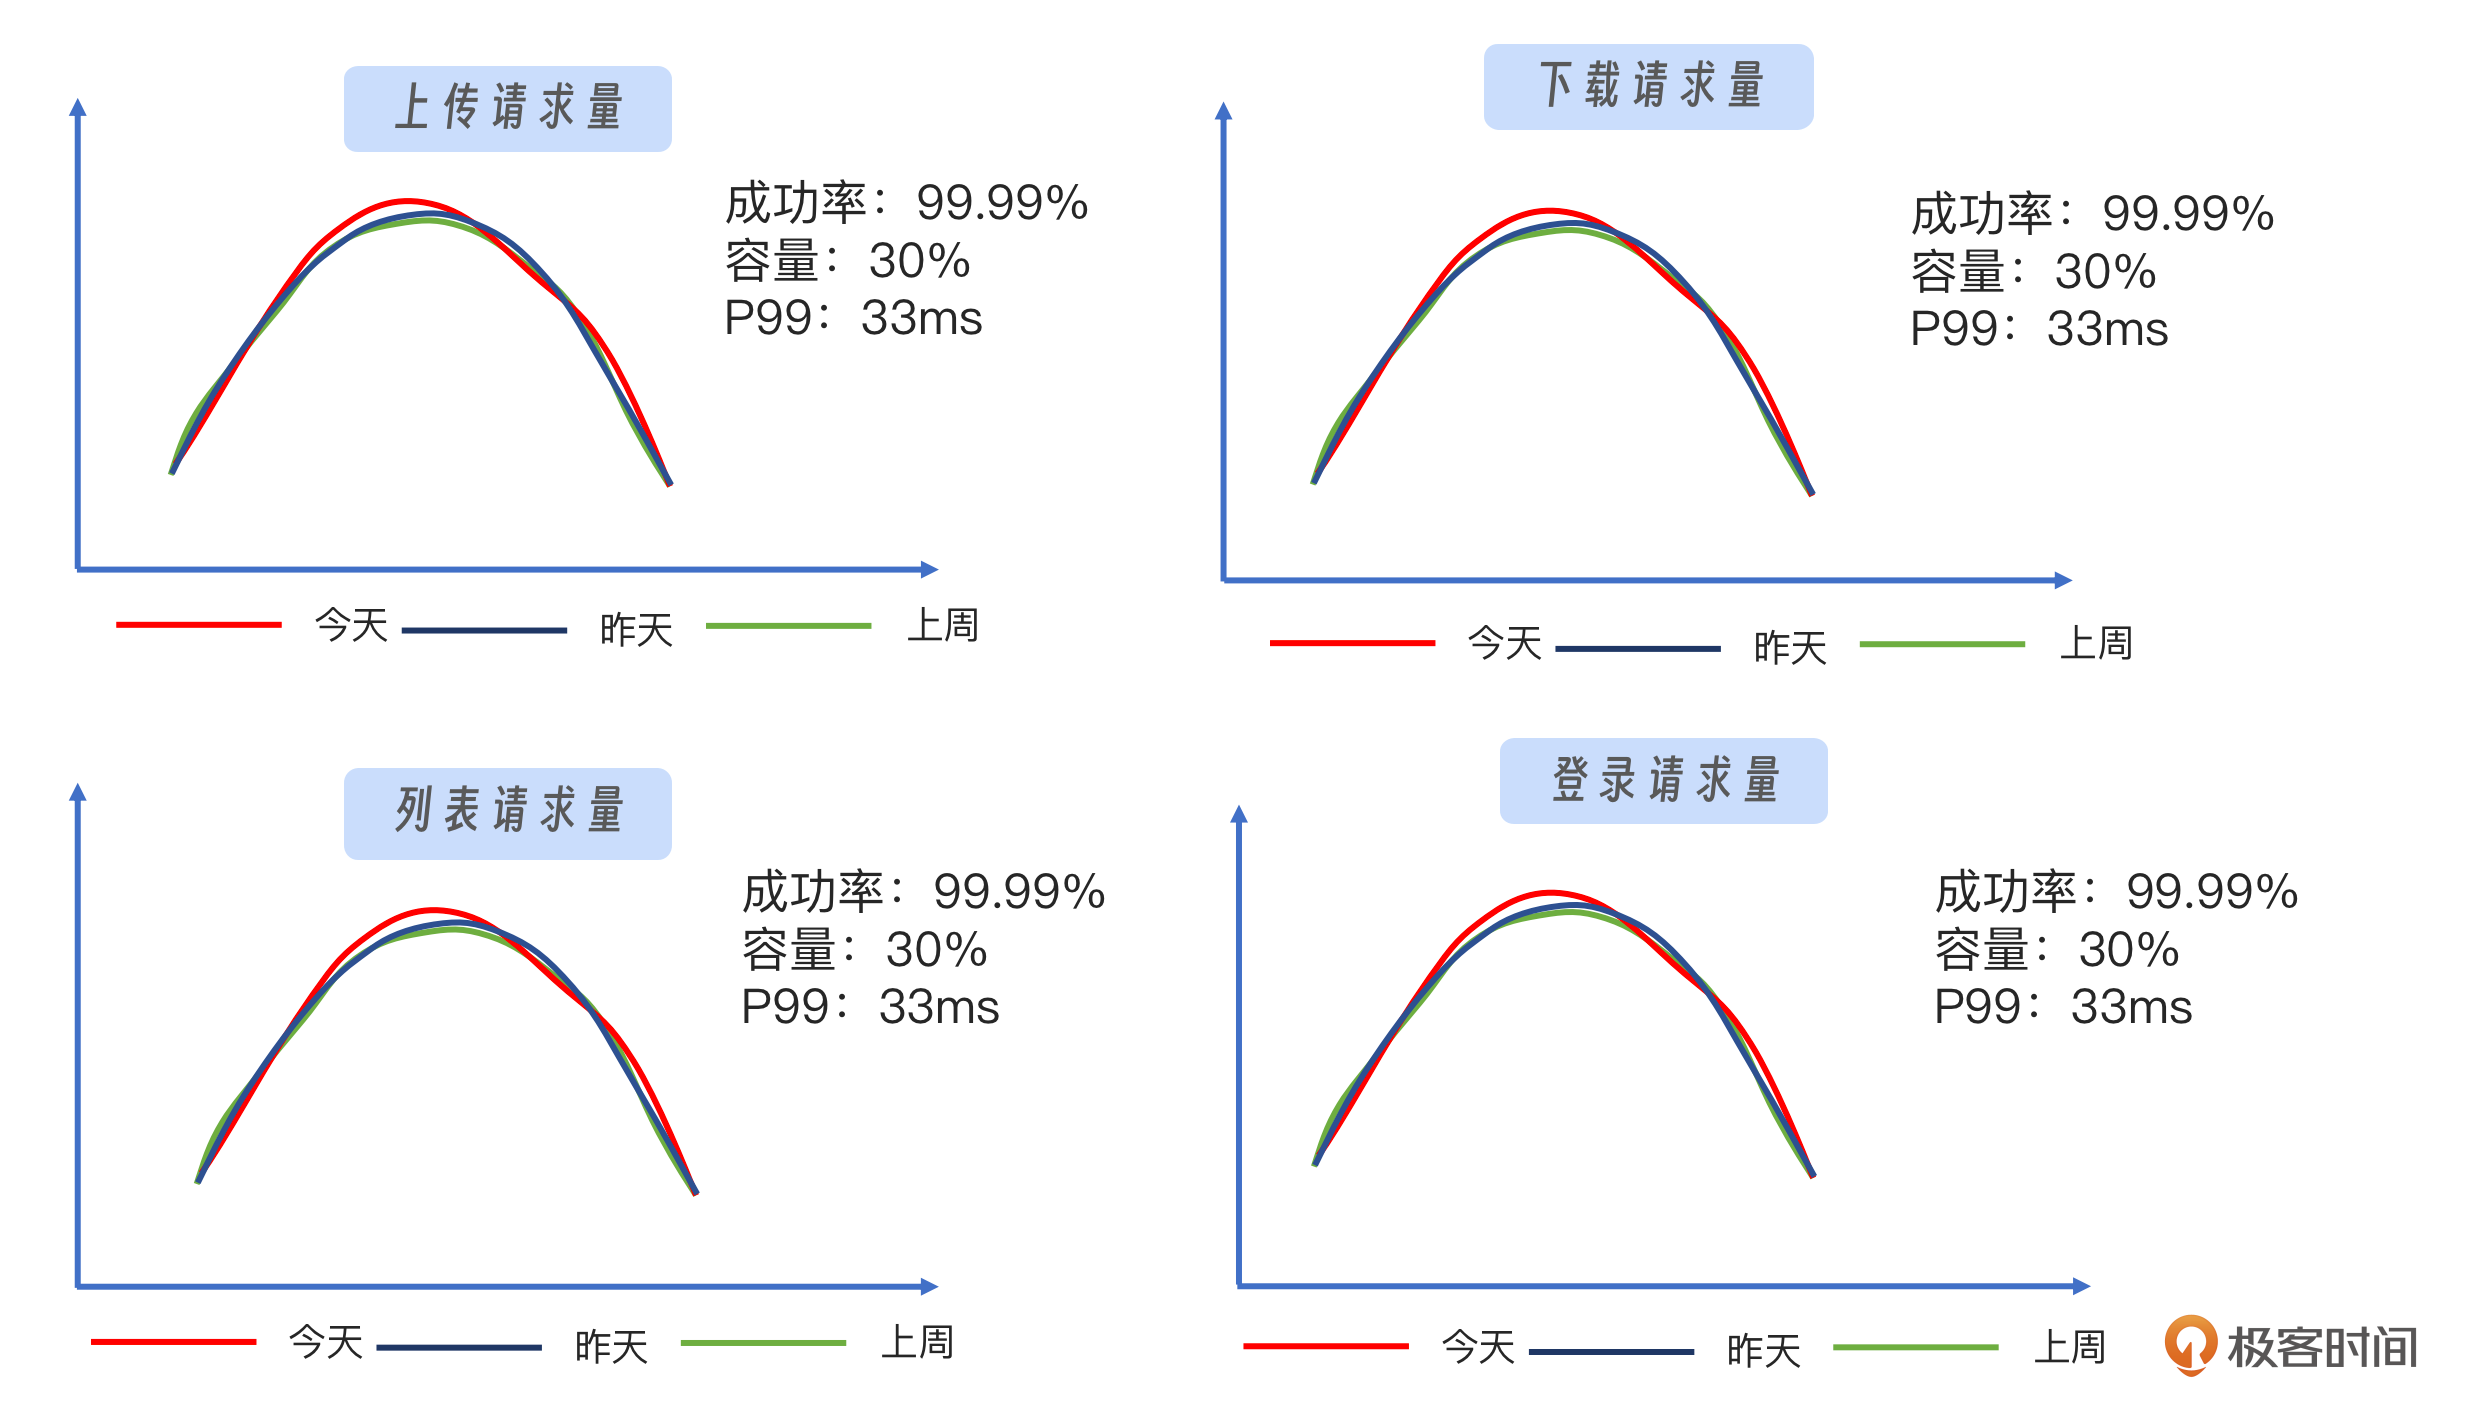 上传请求量
成功率：99.99%
容量：30%
P99：33ms
今天
昨天
上周
下载请求量
成功率：99.99%
容量：30%
P99：33ms
今天
昨天
上周
列表请求量
成功率：99.99%
容量：30%
P99：33ms
今天
昨天
上周
登录请求量
成功率：99.99%
容量：30%
P99：33ms
今天
昨天
上周
极客时间